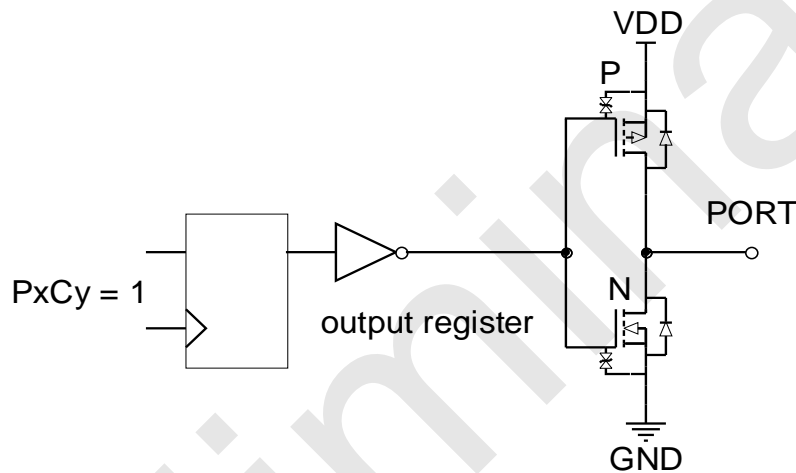 VDD
P
PORT
PxCy = 1
N
output register
GND